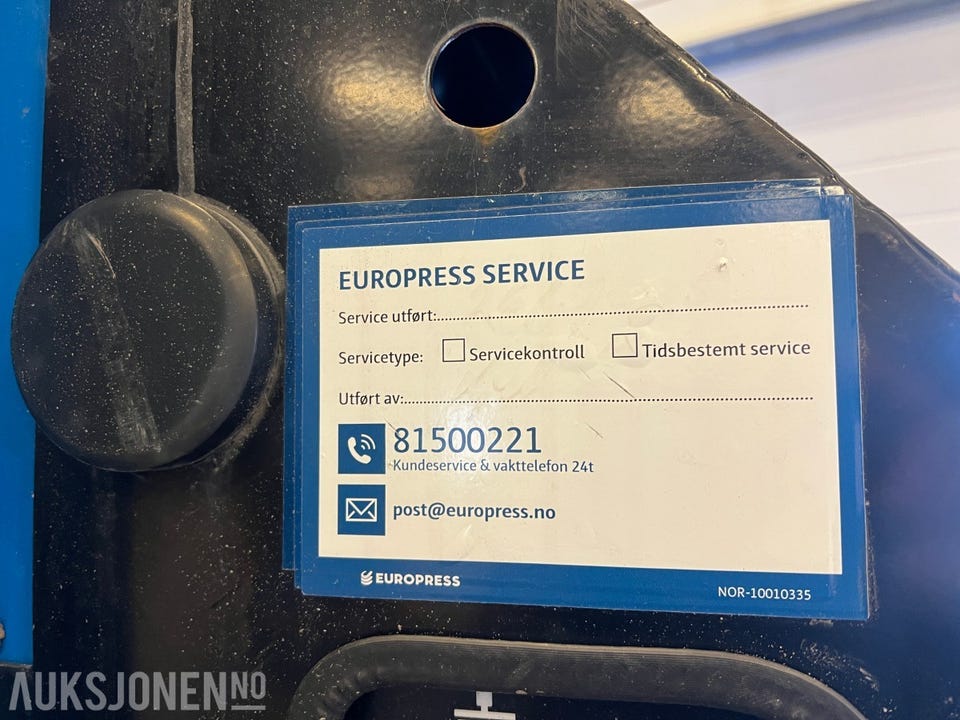 EUROPRESS SERVICE
Service utført:..........................................................................
Servicetype: Servicekontroll Tidsbestemt service
Utført av:..................................................................................
81500221
Kundeservice & vakttelefon 24t
post@europress.no
EUROPRESS
NOR-10010335
AUKSJONEN NO